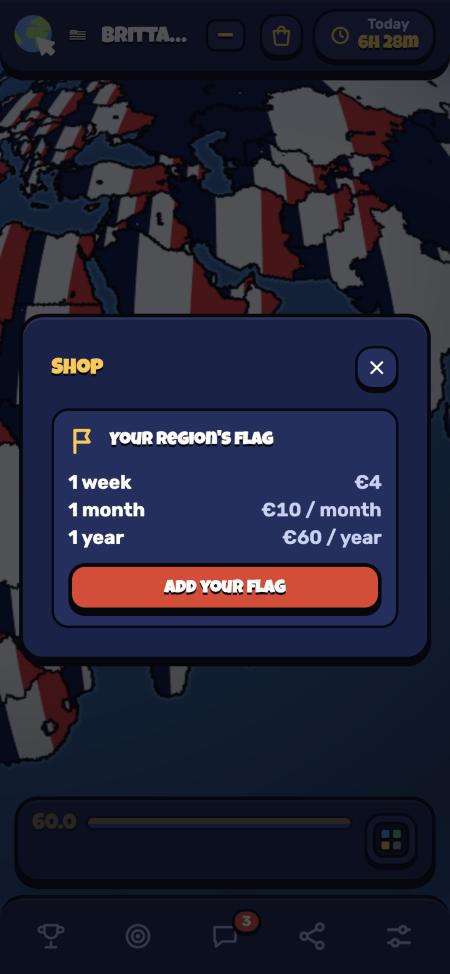 BRITTA...
Today
6H 28m
SHOP
YOUR REGION'S FLAG
1 week €4
1 month €10 / month
1 year €60 / year
ADD YOUR FLAG
60.0
3